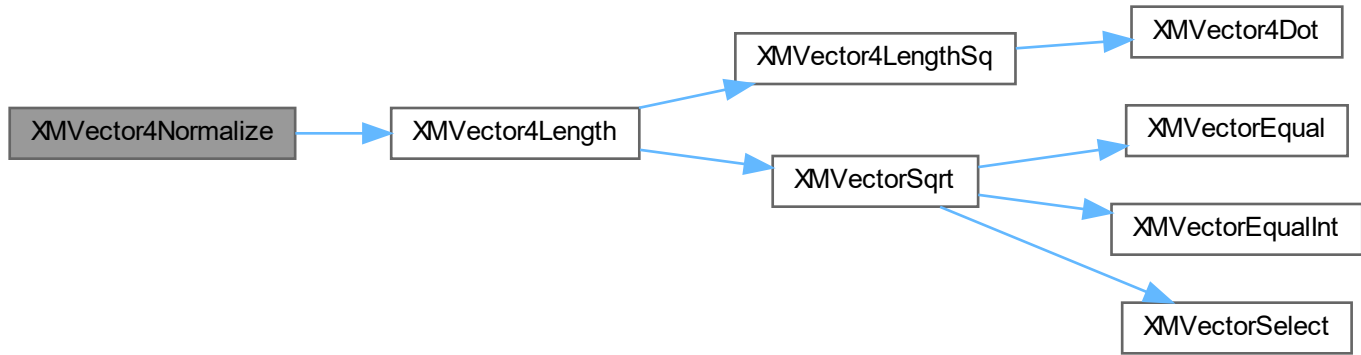 XMVector4Normalize
XMVector4Length
XMVector4LengthSq
XMVector4Dot
XMVectorSqrt
XMVectorEqual
XMVectorEqualInt
XMVectorSelect